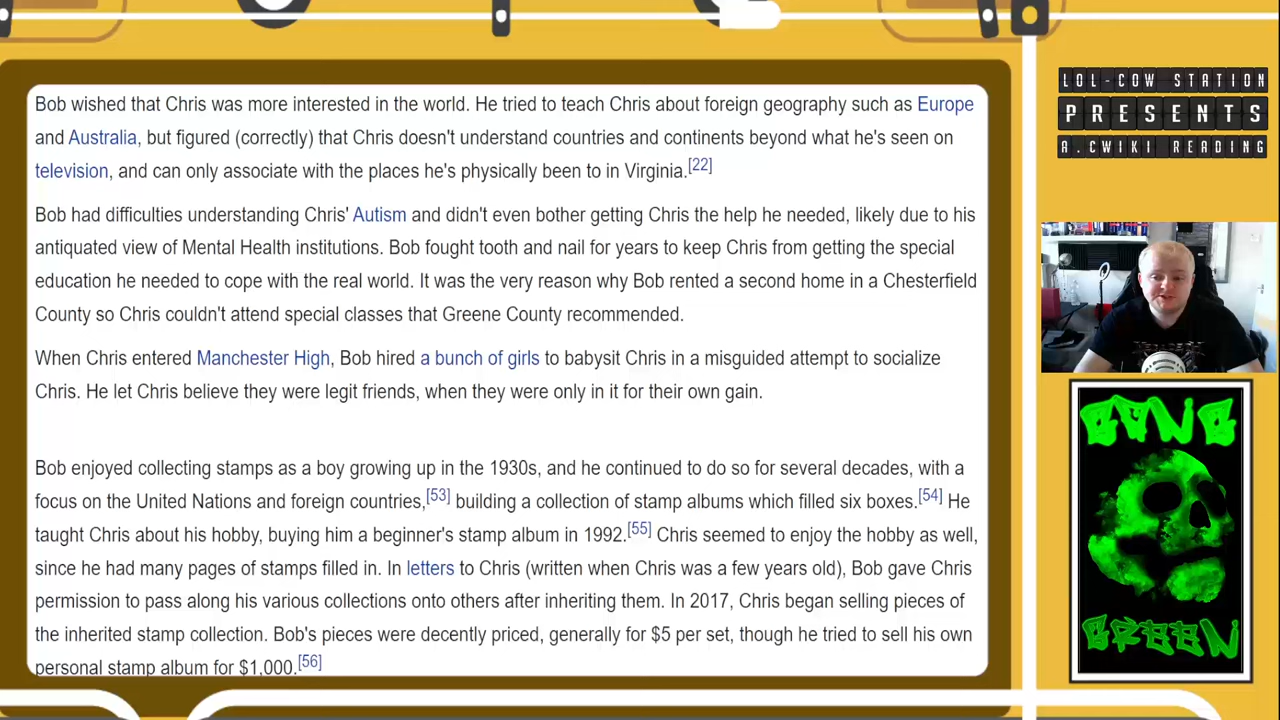 Bob wished that Chris was more interested in the world. He tried to teach Chris about foreign geography such as Europe
and Australia, but figured (correctly) that Chris doesn't understand countries and continents beyond what he's seen on
television, and can only associate with the places he's physically been to in Virginia.[22]
Bob had difficulties understanding Chris' Autism and didn't even bother getting Chris the help he needed, likely due to his
antiquated view of Mental Health institutions. Bob fought tooth and nail for years to keep Chris from getting the special
education he needed to cope with the real world. It was the very reason why Bob rented a second home in a Chesterfield
County so Chris couldn't attend special classes that Greene County recommended.
When Chris entered Manchester High, Bob hired a bunch of girls to babysit Chris in a misguided attempt to socialize
Chris. He let Chris believe they were legit friends, when they were only in it for their own gain.
Bob enjoyed collecting stamps as a boy growing up in the 1930s, and he continued to do so for several decades, with a
focus on the United Nations and foreign countries,[53] building a collection of stamp albums which filled six boxes.[54] He
taught Chris about his hobby, buying him a beginner's stamp album in 1992.[55] Chris seemed to enjoy the hobby as well,
since he had many pages of stamps filled in. In letters to Chris (written when Chris was a few years old), Bob gave Chris
permission to pass along his various collections onto others after inheriting them. In 2017, Chris began selling pieces of
the inherited stamp collection. Bob's pieces were decently priced, generally for $5 per set, though he tried to sell his own
personal stamp album for $1,000.[56]
LOL-COW STATION
PRESENTS
A.CWIKI READING
GANG
GREEN